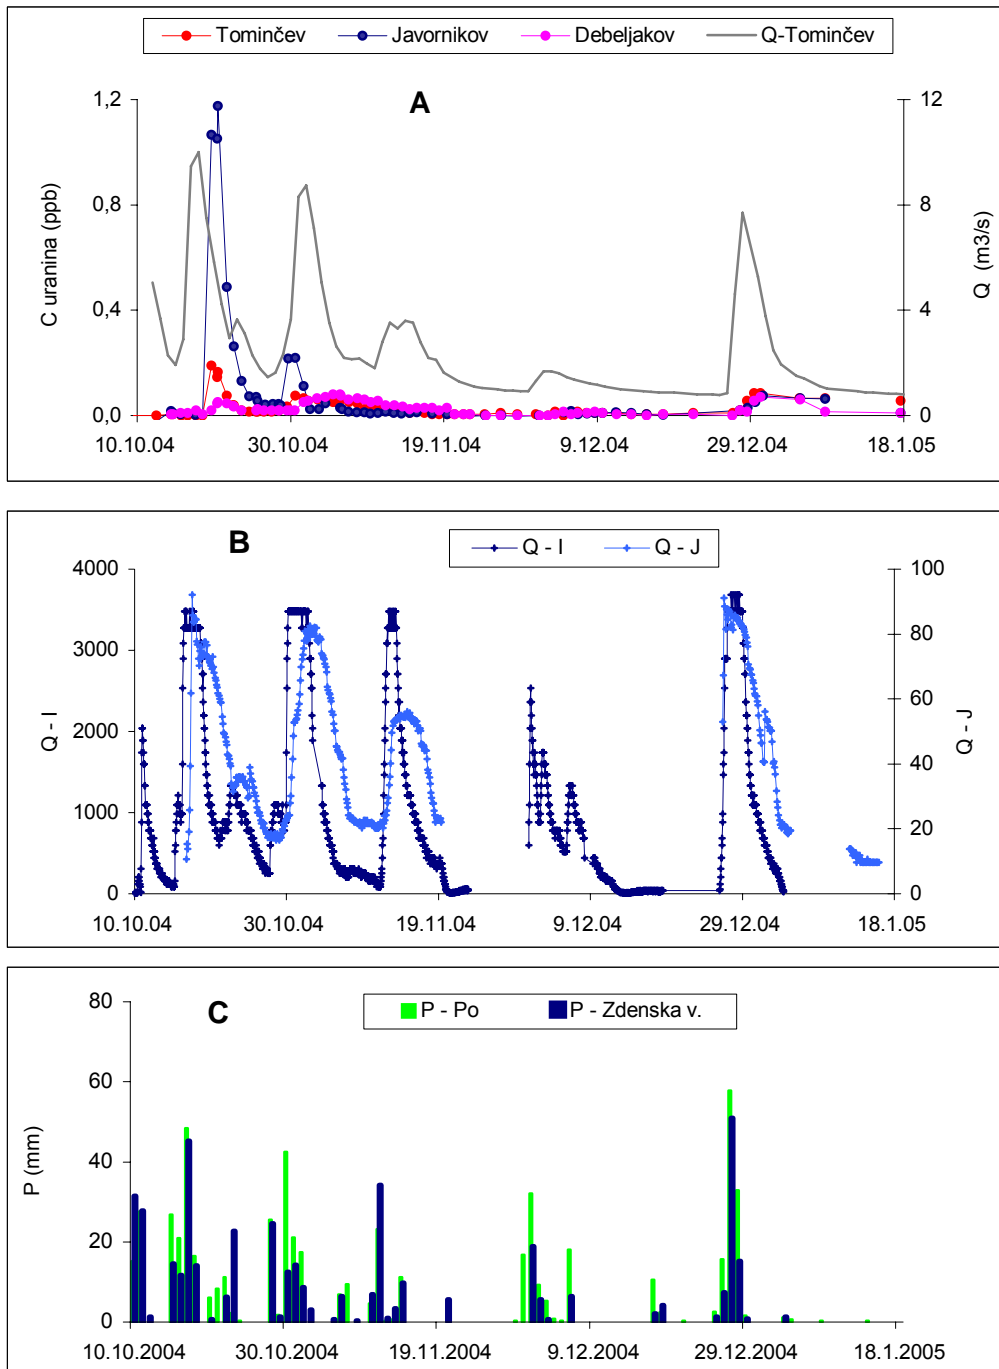 Tominčev Javornikov Debeljakov Q-Tominčev
A
C uranina (ppb)
Q (m3/s)
1,2 12
0,8 8
0,4 4
0,0 0
10.10.04 30.10.04 19.11.04 9.12.04 29.12.04 18.1.05
B
Q - I Q - J
Q - I
Q - J
4000 100
3000 80
2000 60
1000 40
0 20
0
10.10.04 30.10.04 19.11.04 9.12.04 29.12.04 18.1.05
C
P - Po P - Zdenska v.
P (mm)
80
60
40
20
0
10.10.2004 30.10.2004 19.11.2004 9.12.2004 29.12.2004 18.1.2005